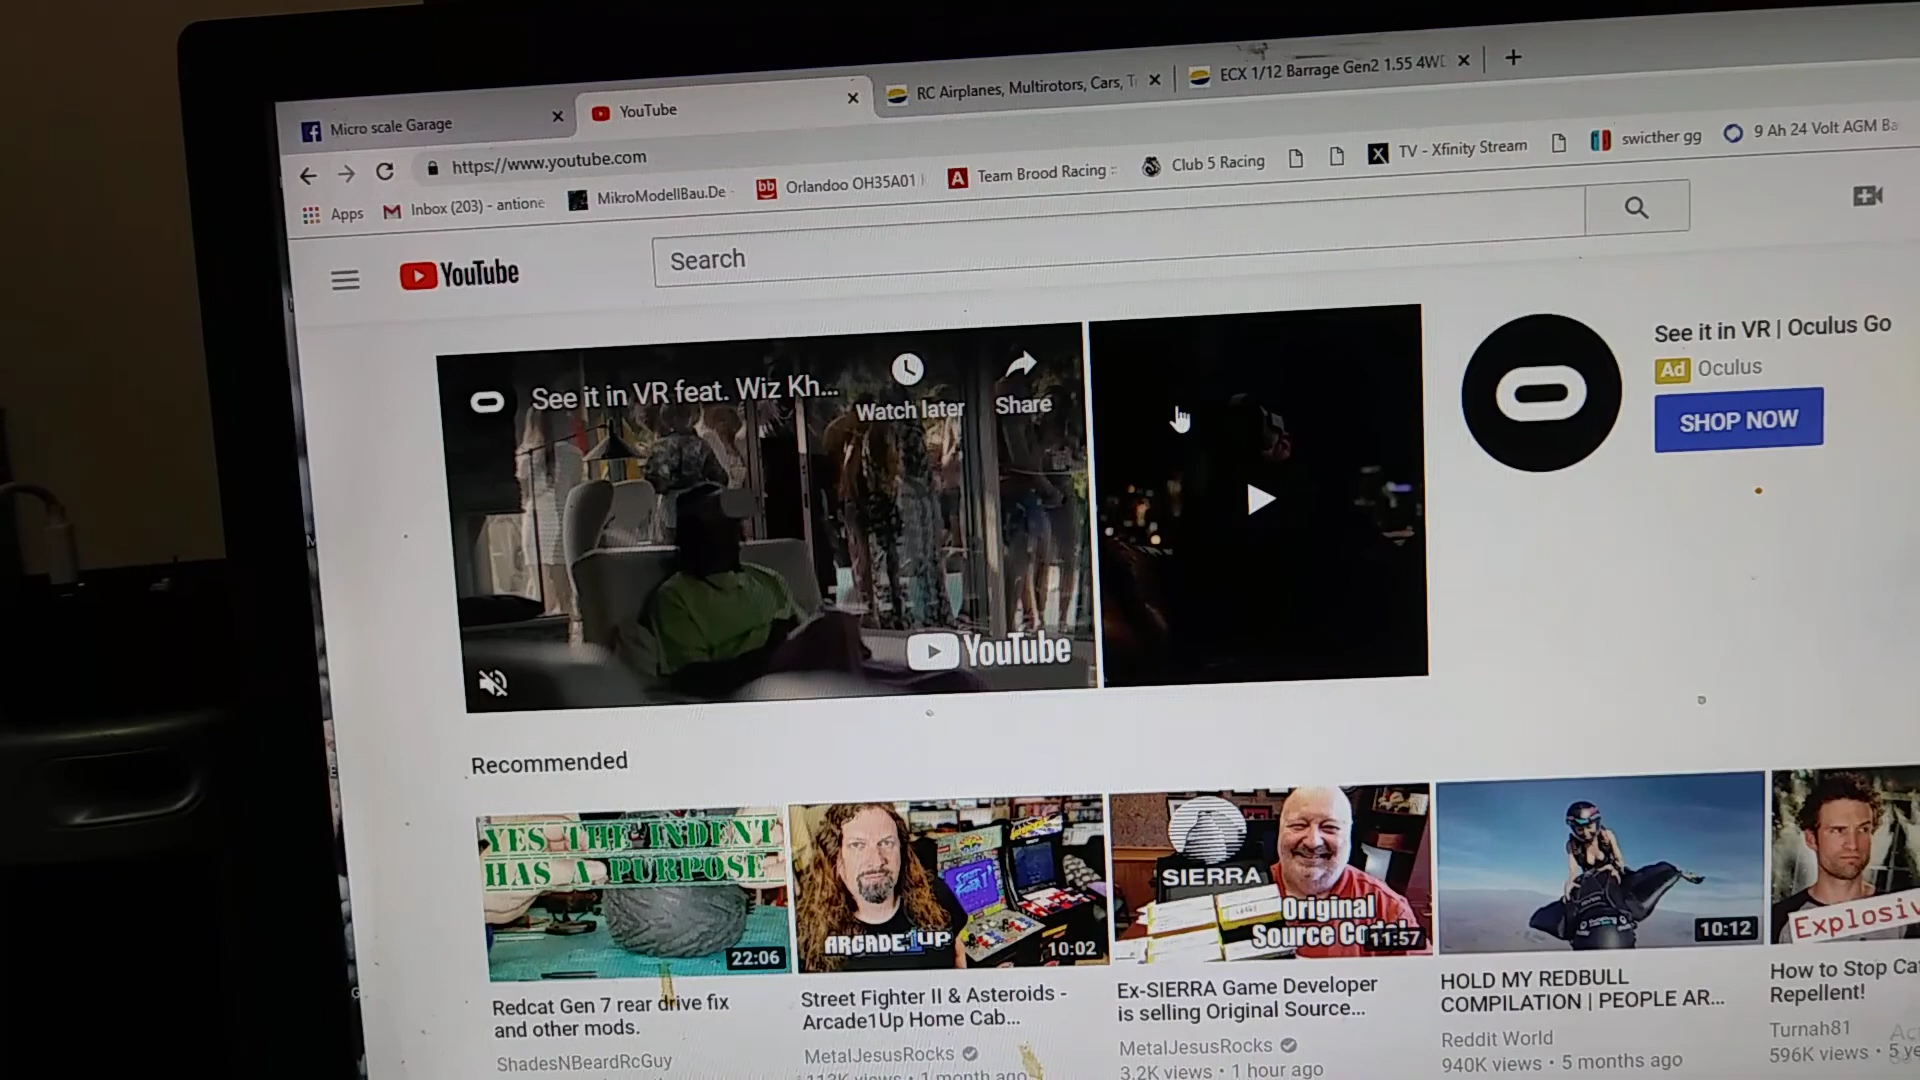 Micro scale Garage
YouTube
RC Airplanes, Multirotors, Cars, T
ECX 1/12 Barrage Gen2 1.55 4WD
https://www.youtube.com
Apps
Inbox (203) - antione
MikroModellBau.De -
bb
Orlandoo OH35A01
A
Team Brood Racing ::
Club 5 Racing
X
TV - Xfinity Stream
swicther gg
9 Ah 24 Volt AGM Ba
YouTube
Search
See it in VR feat. Wiz Kh...
Watch later
Share
YouTube
See it in VR | Oculus Go
Ad Oculus
SHOP NOW
Recommended
YES THE INDENT
HAS A PURPOSE
22:06
ARCADE1UP
10:02
SIERRA
Original
Source
11:57
10:12
Explosiv
Redcat Gen 7 rear drive fix
and other mods.
ShadesNBeardRcGuy
Street Fighter II & Asteroids -
Arcade1Up Home Cab...
MetalJesusRocks
113K views • 1 month ago
Ex-SIERRA Game Developer
is selling Original Source...
MetalJesusRocks
3.2K views • 1 hour ago
HOLD MY REDBULL
COMPILATION | PEOPLE AR...
Reddit World
940K views • 5 months ago
How to Stop Ca
Repellent!
Turnah81
596K views • 5 ye